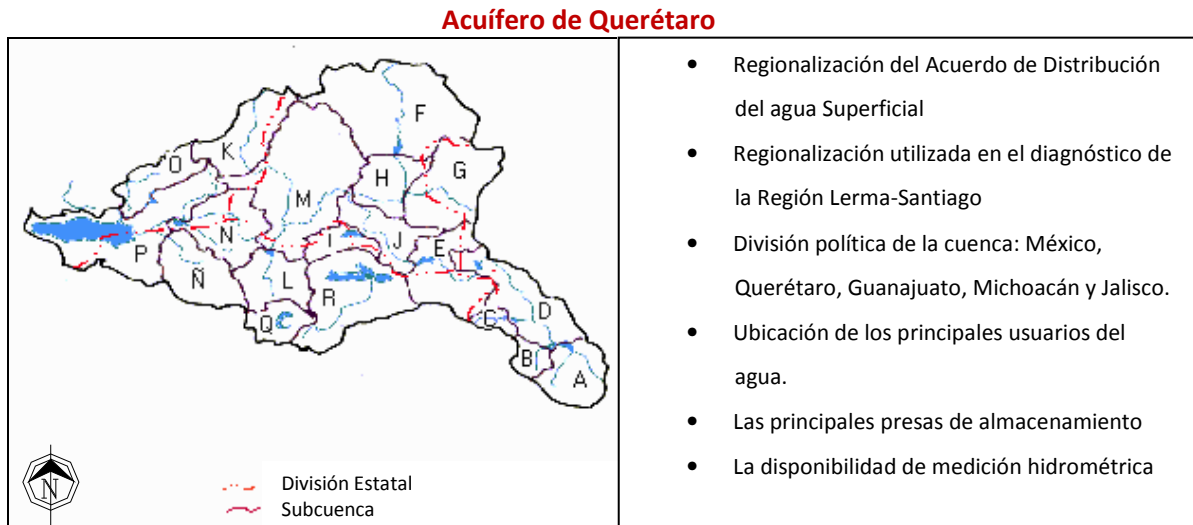 Acuífero de Querétaro
F
K
O
G
H
M
N
I
J
E
P
Ñ
L
R
Q
C
D
B
A
N
División Estatal
Subcuenca
• Regionalización del Acuerdo de Distribución
del agua Superficial
• Regionalización utilizada en el diagnóstico de
la Región Lerma-Santiago
• División política de la cuenca: México,
Querétaro, Guanajuato, Michoacán y Jalisco.
• Ubicación de los principales usuarios del
agua.
• Las principales presas de almacenamiento
• La disponibilidad de medición hidrométrica